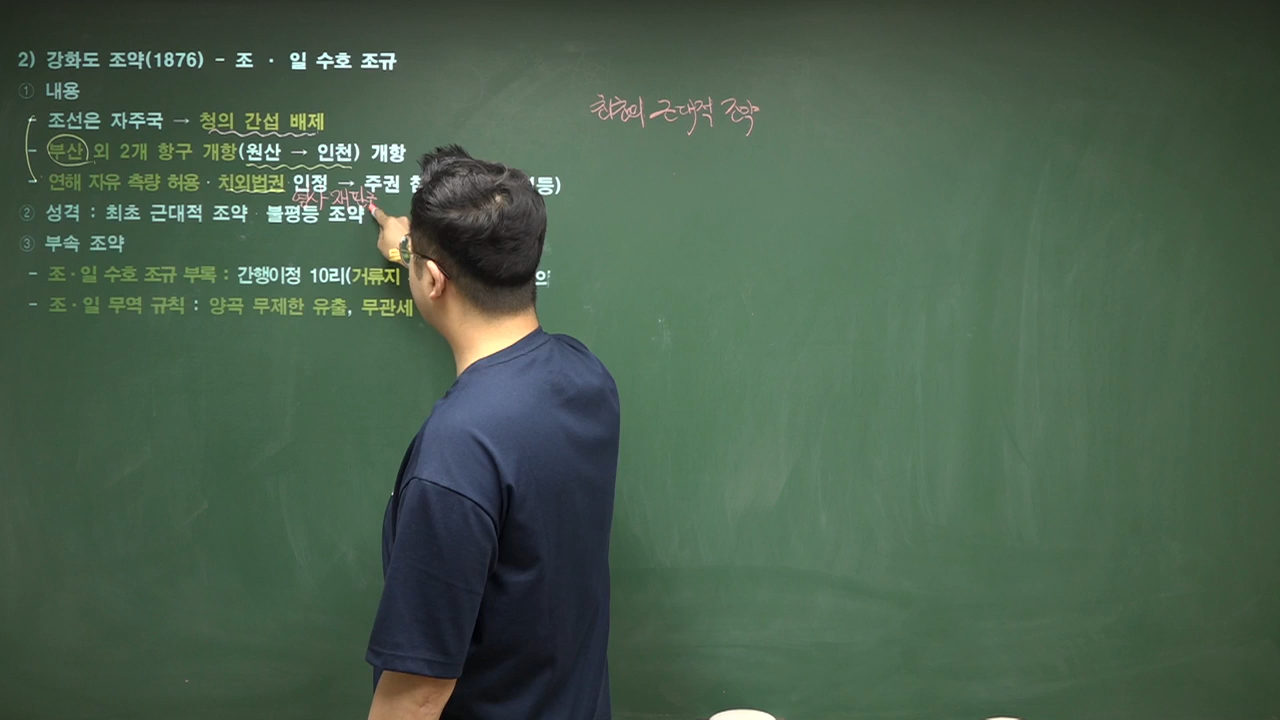 2) 강화도 조약(1876) - 조 · 일 수호 조규
① 내용
- 조선은 자주국 → 청의 간섭 배제
- 부산 외 2개 항구 개항(원산 → 인천) 개항
- 연해 자유 측량 허용 · 치외법권 인정 → 주권 등)
영사 재판권
② 성격 : 최초 근대적 조약 불평등 조약
③ 부속 조약
- 조 · 일 수호 조규 부록 : 간행이정 10리(거류지
- 조 · 일 무역 규칙 : 양곡 무제한 유출, 무관세
최초의 근대적 조약